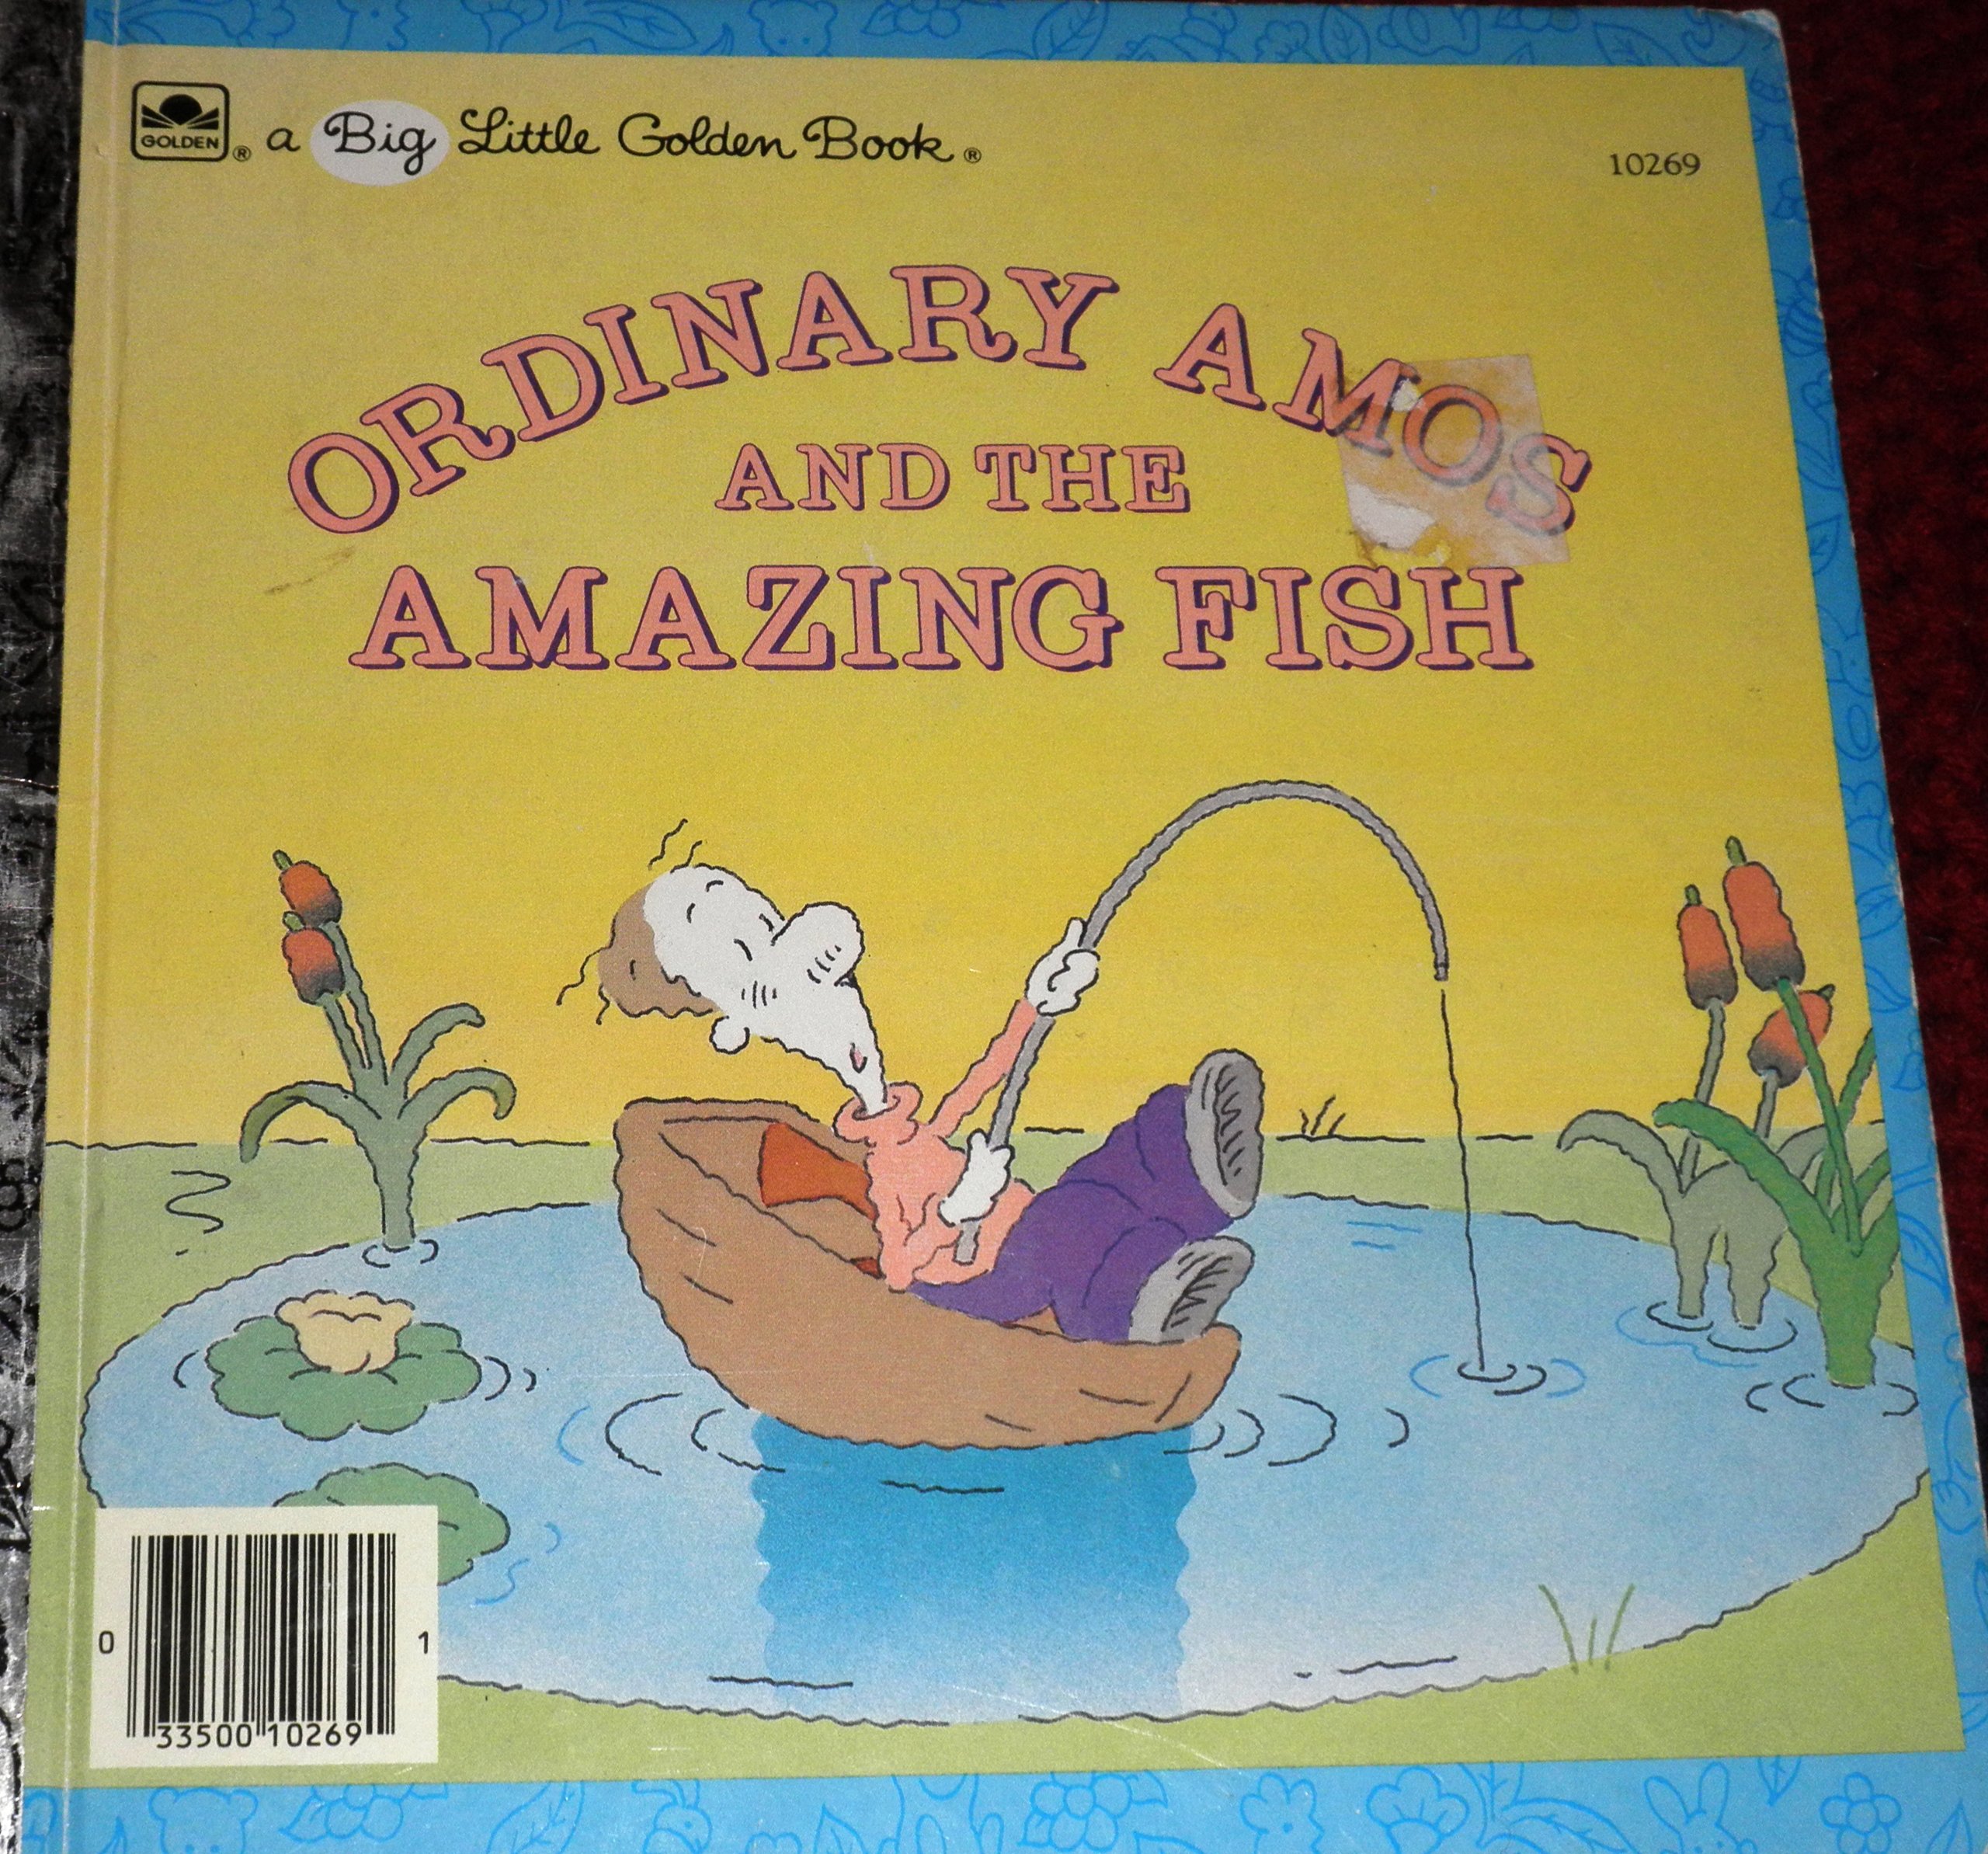 GOLDEN® a Big Little Golden Book®
10269
ORDINARY AMOS
AND THE
AMAZING FISH
0 33500 10269 1